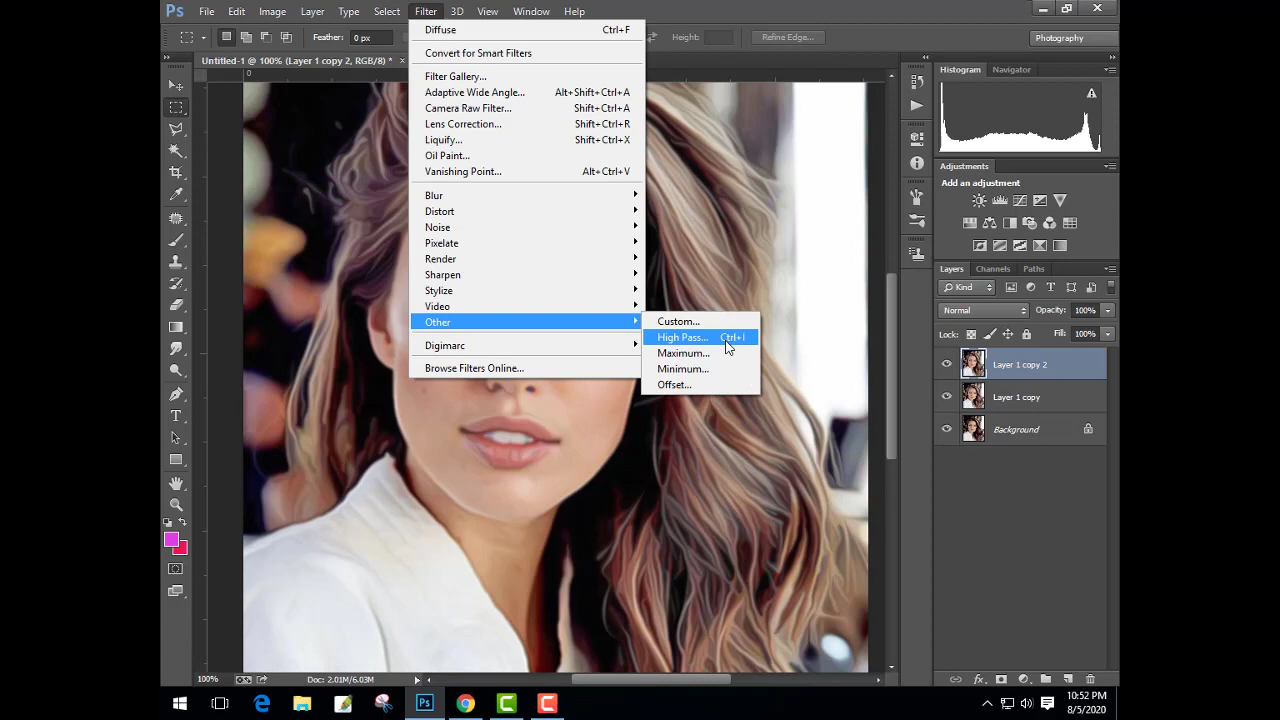 Ps File Edit Image Layer Type Select Filter 3D View Window Help
Feather: 0 px Height: Refine Edge... Photography
Untitled-1 @ 100% (Layer 1 copy 2, RGB/8) * ×
0
Diffuse Ctrl+F
Convert for Smart Filters
Filter Gallery...
Adaptive Wide Angle... Alt+Shift+Ctrl+A
Camera Raw Filter... Shift+Ctrl+A
Lens Correction... Shift+Ctrl+R
Liquify... Shift+Ctrl+X
Oil Paint...
Vanishing Point... Alt+Ctrl+V
Blur
Distort
Noise
Pixelate
Render
Sharpen
Stylize
Video
Other
Digimarc
Browse Filters Online...
Custom...
High Pass... Ctrl+I
Maximum...
Minimum...
Offset...
Histogram Navigator
Adjustments
Add an adjustment
Layers Channels Paths
Kind
Normal Opacity: 100%
Lock: Fill: 100%
Layer 1 copy 2
Layer 1 copy
Background
fx
100% Doc: 2.01M/6.03M
Ps
10:52 PM
8/5/2020